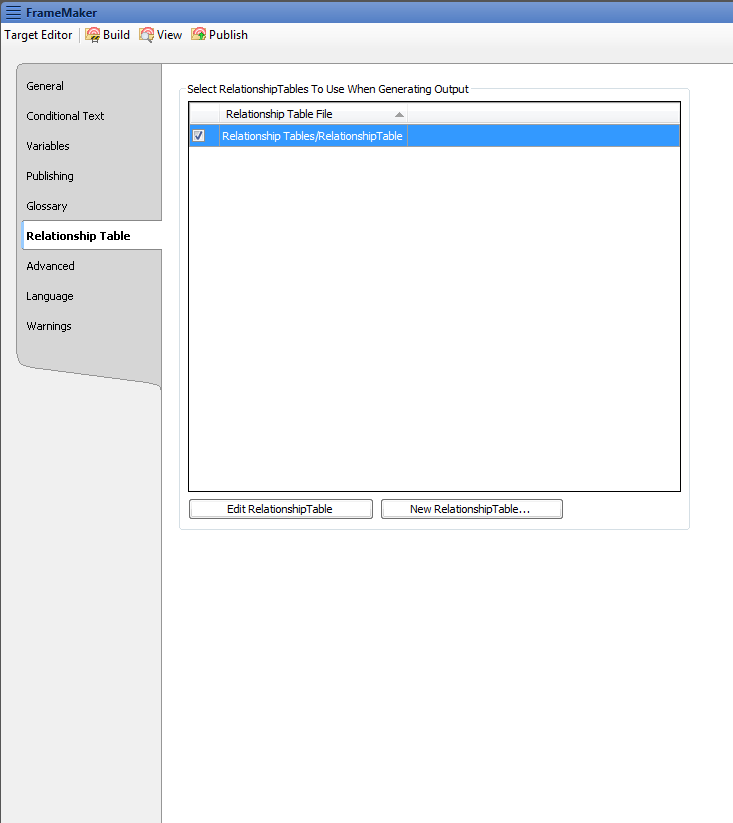 FrameMaker
Target Editor Build View Publish
General
Conditional Text
Variables
Publishing
Glossary
Relationship Table
Advanced
Language
Warnings
Select RelationshipTables To Use When Generating Output
Relationship Table File
Relationship Tables/RelationshipTable
Edit RelationshipTable New RelationshipTable...